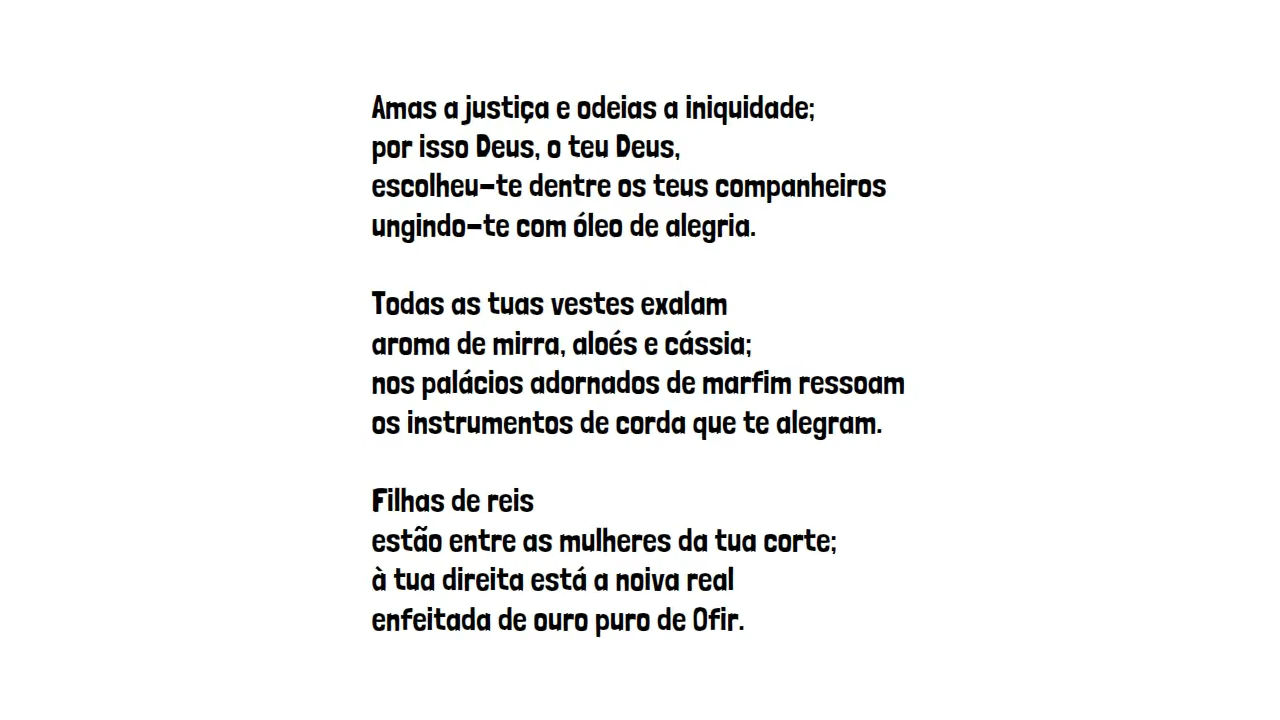 Amas a justiça e odeias a iniquidade;
por isso Deus, o teu Deus,
escolheu-te dentre os teus companheiros
ungindo-te com óleo de alegria.

Todas as tuas vestes exalam
aroma de mirra, aloés e cássia;
nos palácios adornados de marfim ressoam
os instrumentos de corda que te alegram.

Filhas de reis
estão entre as mulheres da tua corte;
à tua direita está a noiva real
enfeitada de ouro puro de Ofir.